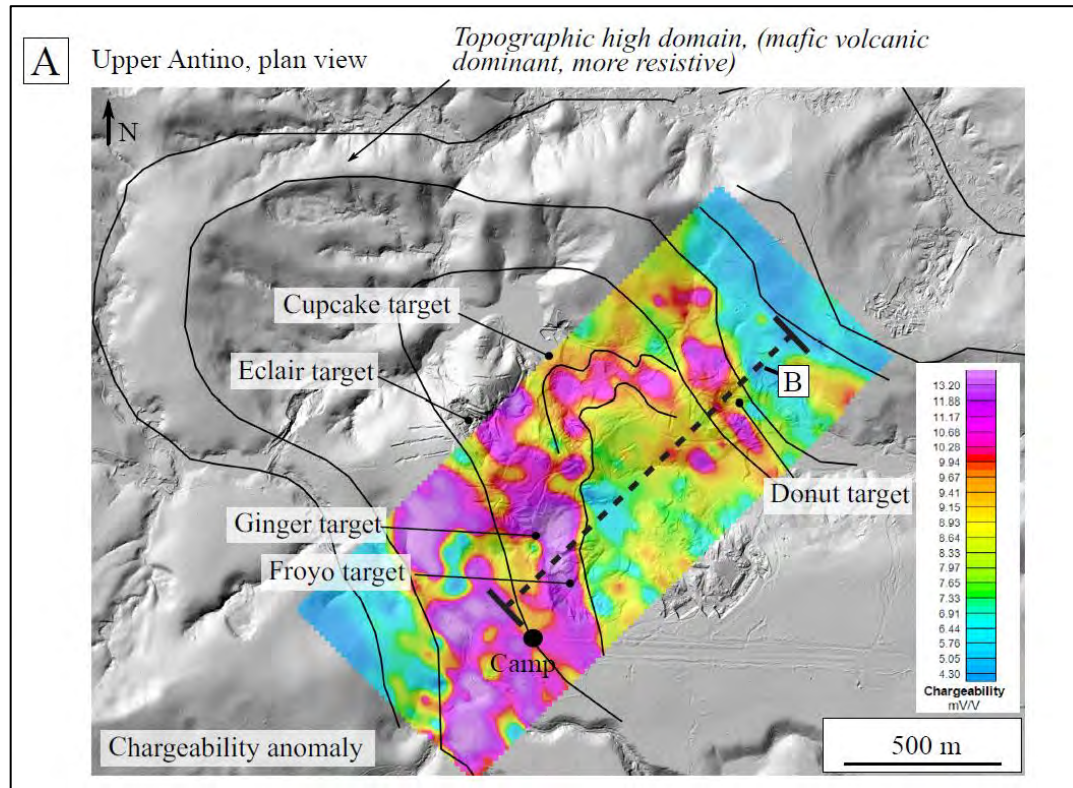 A
Upper Antino, plan view
Topographic high domain, (mafic volcanic
dominant, more resistive)
N
Cupcake target
Eclair target
B
Donut target
Ginger target
Froyo target
Camp
13.20
11.88
11.17
10.68
10.28
9.94
9.67
9.41
9.15
8.93
8.64
8.33
7.97
7.65
7.33
6.91
6.44
5.76
5.05
4.30
Chargeability
mV/V
Chargeability anomaly
500 m